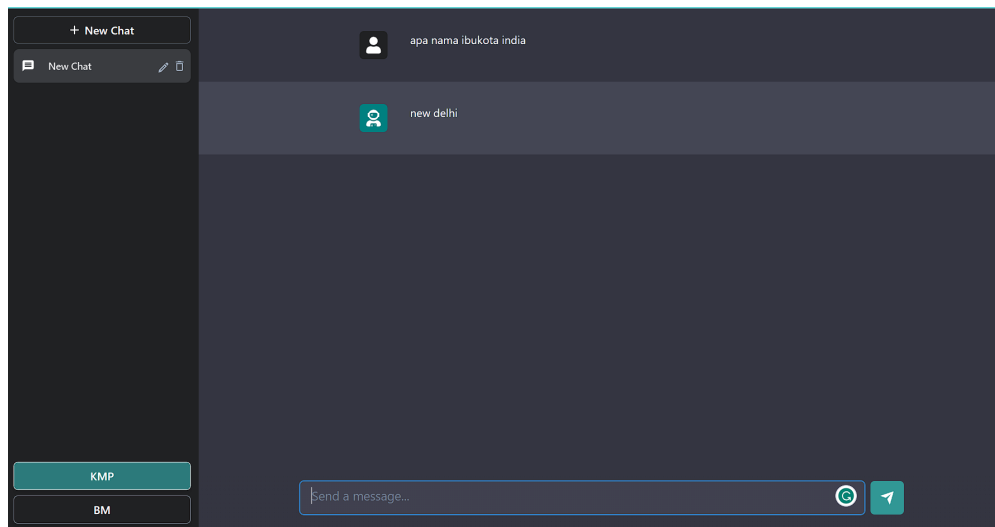 + New Chat
New Chat
KMP
BM
apa nama ibukota india
new delhi
Send a message...